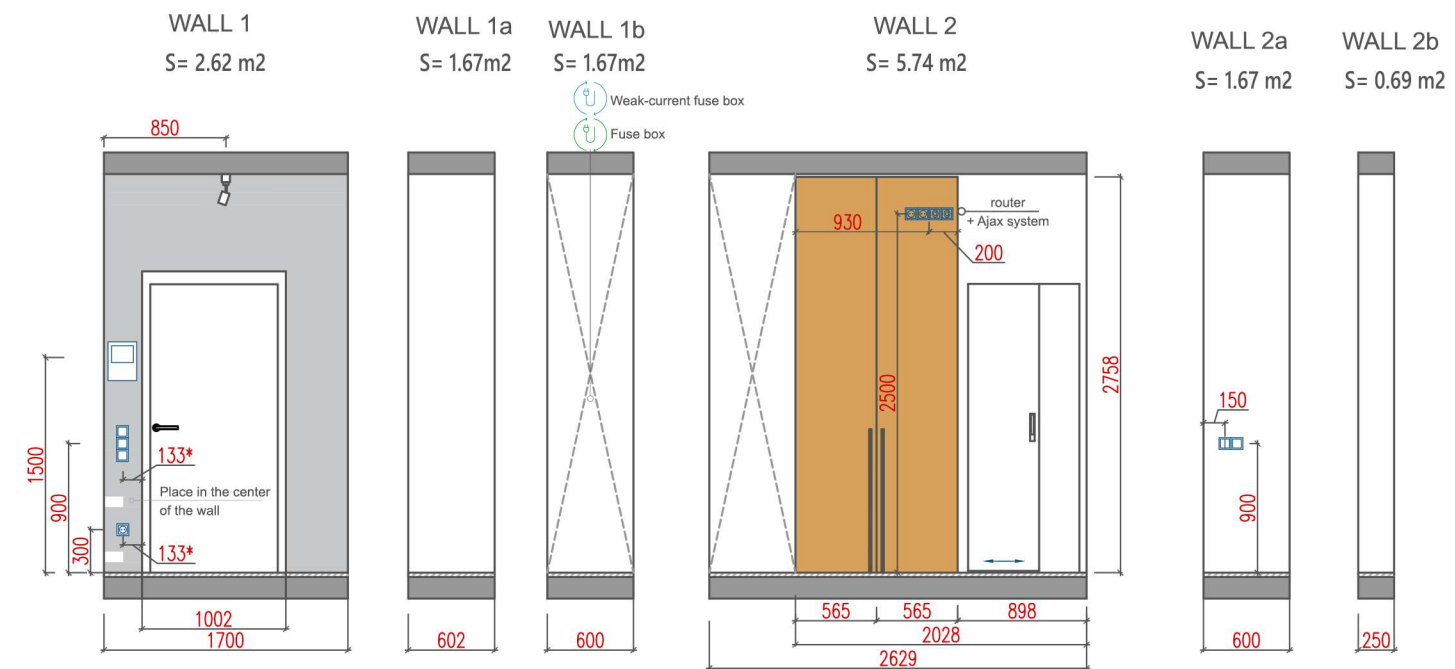 WALL 1
S= 2.62 m2
WALL 1a
S= 1.67m2
WALL 1b
S= 1.67m2
WALL 2
S= 5.74 m2
WALL 2a
S= 1.67 m2
WALL 2b
S= 0.69 m2
Weak-current fuse box
Fuse box
850
1500
900
300
133*
Place in the center
of the wall
133*
1002
1700
602
600
router
+ Ajax system
930
200
2500
2758
565
565
898
2028
2629
150
900
600
250